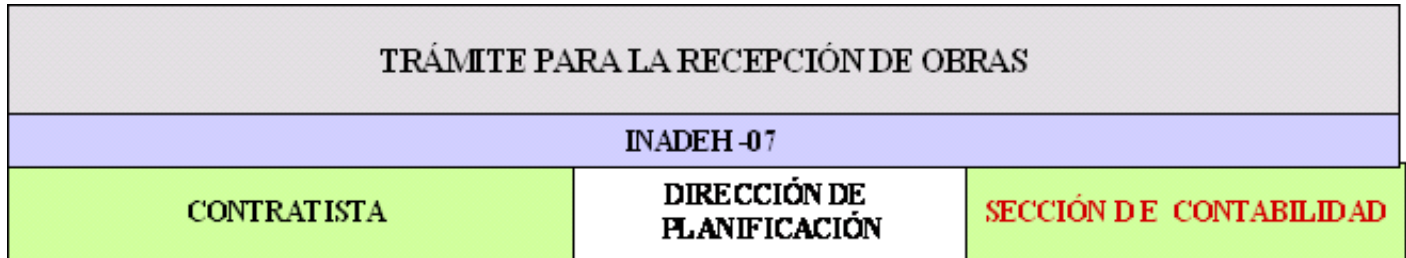 TRÁMITE PARA LA RECEPCIÓN DE OBRAS
INADEH -07
CONTRATISTA
DIRECCIÓN DE
PLANIFICACIÓN
SECCIÓN DE CONTABILIDAD